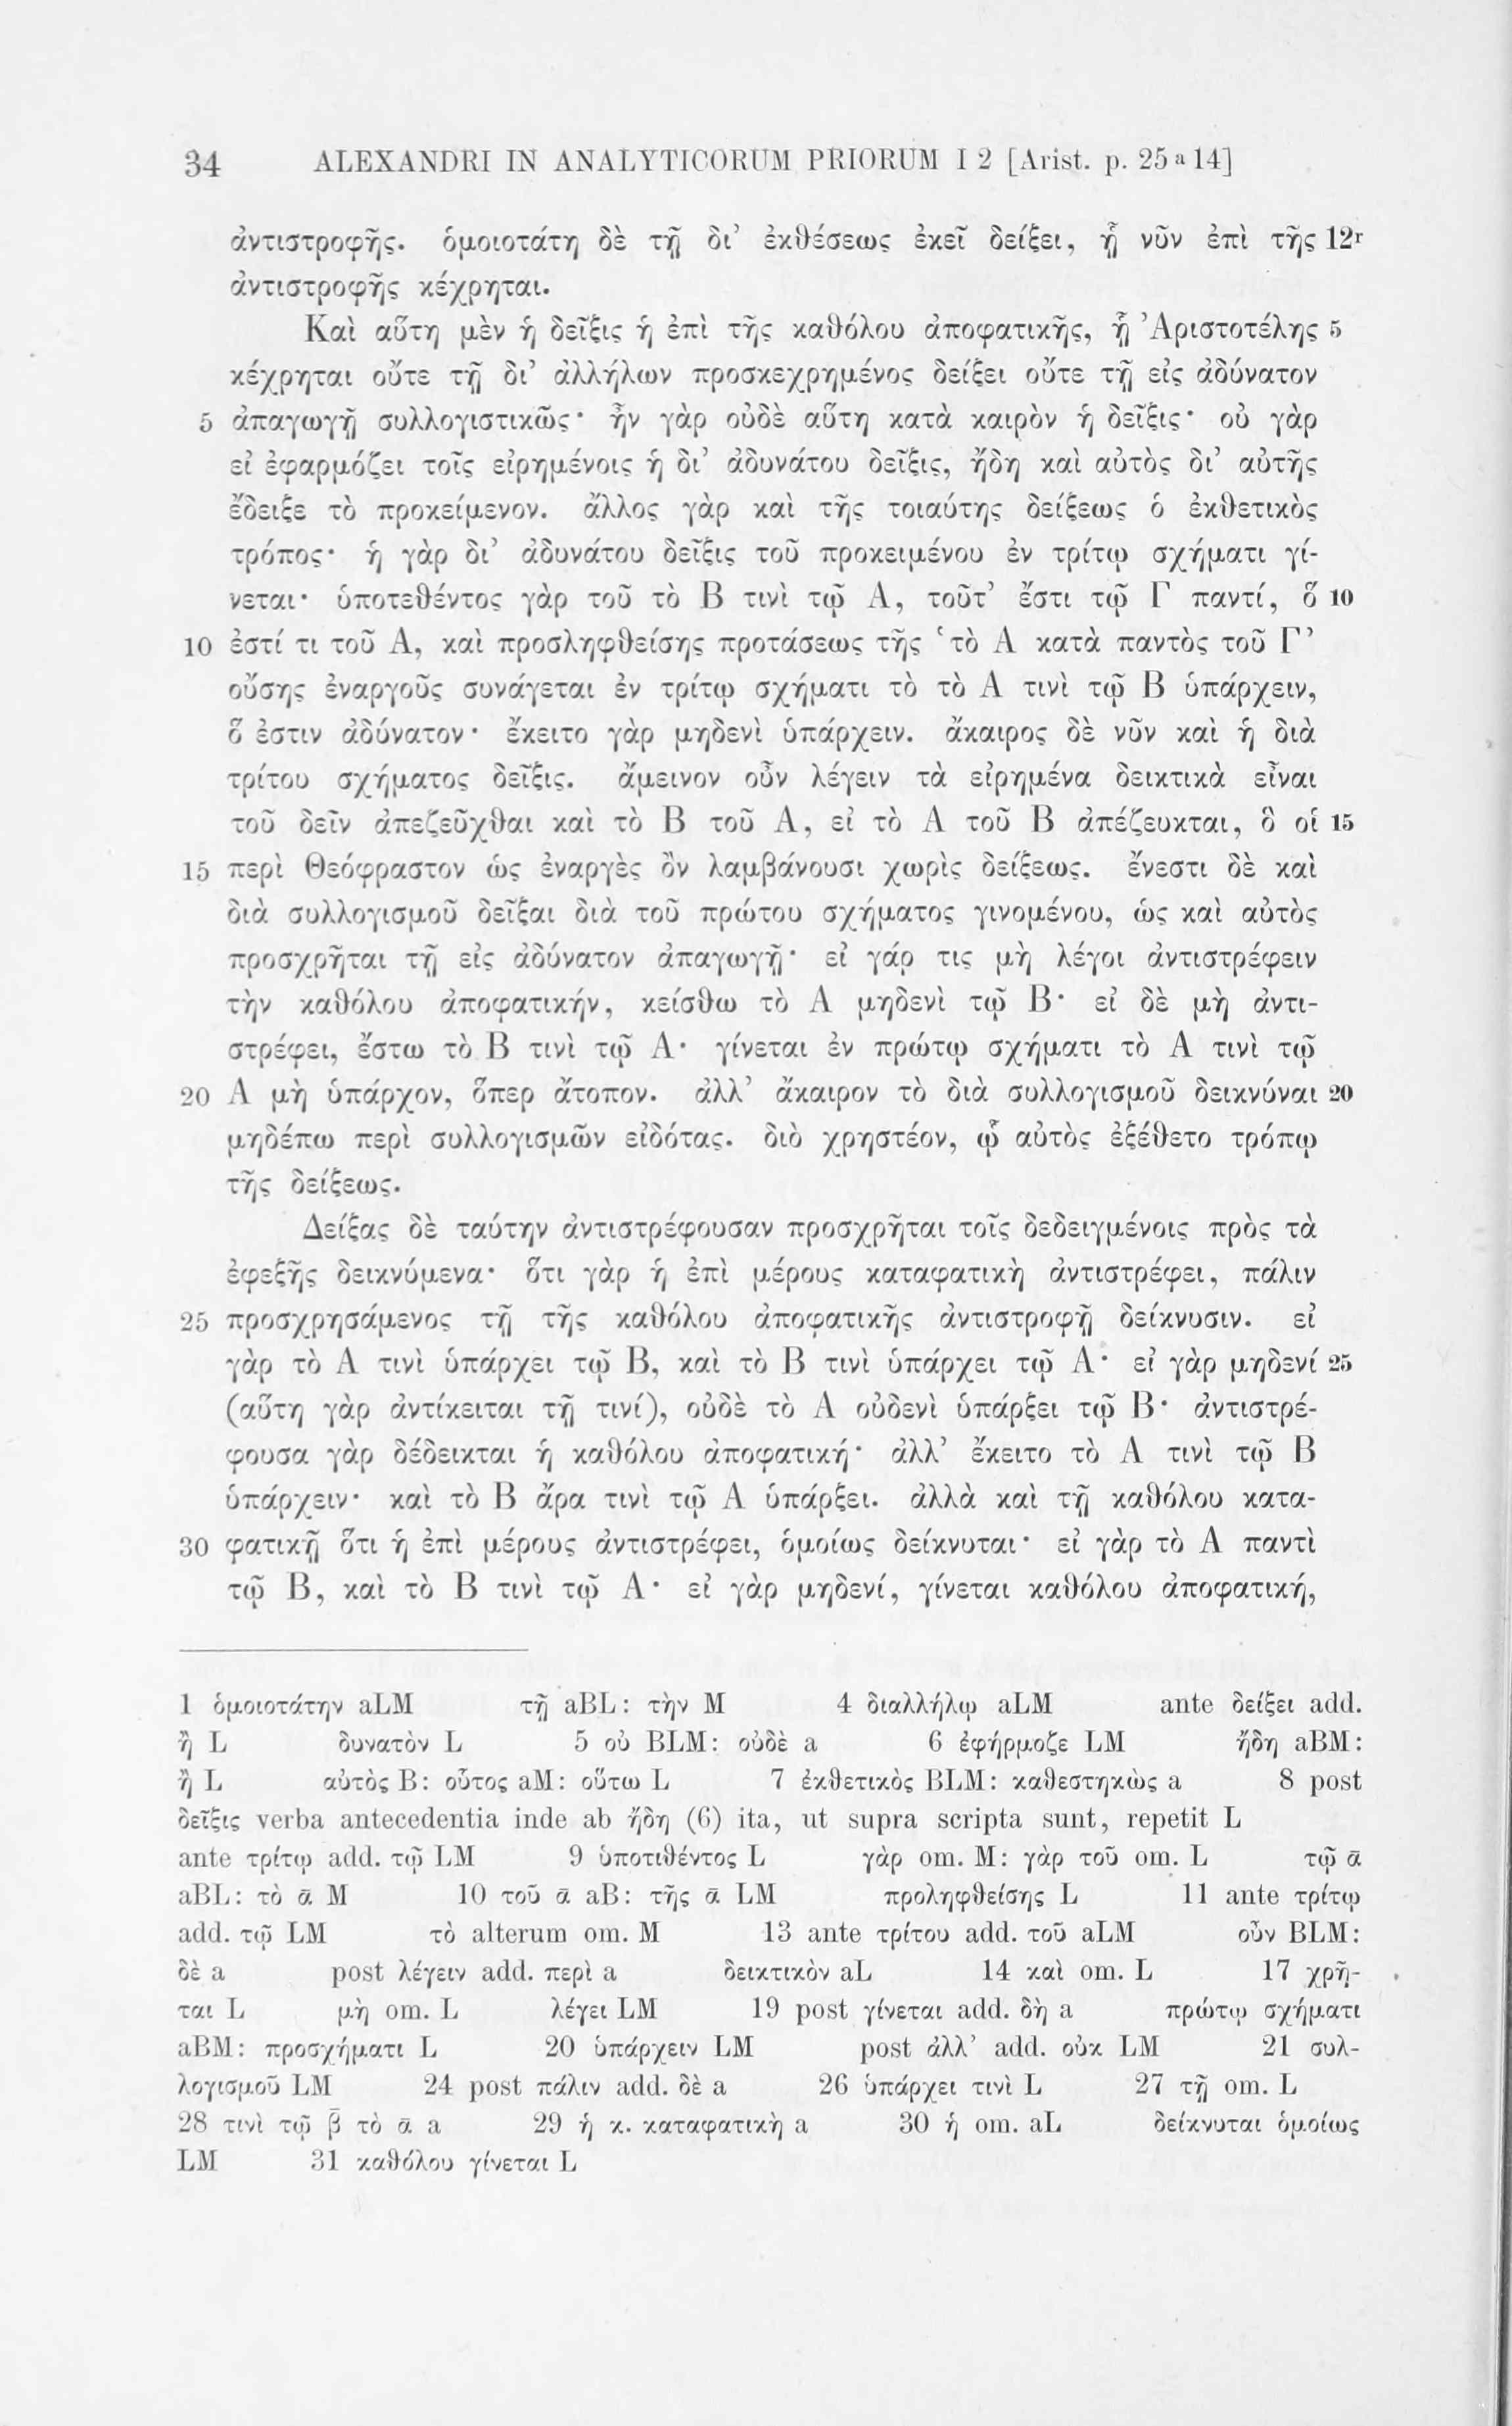 34 ALEXANDRI IN ANALYTICORUM PRIORUM I 2 [Arist. p. 25 a 14]
ἀντιστροφῆς. ὁμοιοτάτη δὲ τῇ δι’ ἐκθέσεως ἐκεῖ δείξει, ᾗ νῦν ἐπὶ τῆς 12r
ἀντιστροφῆς κέχρηται.
Καὶ αὕτη μὲν ἡ δεῖξις ἡ ἐπὶ τῆς καθόλου ἀποφατικῆς, ᾗ Ἀριστοτέλης 5
κέχρηται οὔτε τῇ δι’ ἀλλήλων προσκεχρημένος δείξει οὔτε τῇ εἰς ἀδύνατον
5 ἀπαγωγῇ συλλογιστικῶς· ἦν γὰρ οὐδὲ αὕτη κατὰ καιρὸν ἡ δεῖξις· οὐ γὰρ
εἰ ἐφαρμόζει τοῖς εἰρημένοις ἡ δι’ ἀδυνάτου δεῖξις, ἤδη καὶ αὐτὸς δι’ αὐτῆς
ἔδειξε τὸ προκείμενον. ἄλλος γὰρ καὶ τῆς τοιαύτης δείξεως ὁ ἐκθετικὸς
τρόπος· ἡ γὰρ δι’ ἀδυνάτου δεῖξις τοῦ προκειμένου ἐν τρίτῳ σχήματι γί-
νεται· ὑποτεθέντος γὰρ τοῦ τὸ Β τινὶ τῷ Α, τοῦτ’ ἔστι τῷ Γ παντί, ὅ 10
10 ἐστί τι τοῦ Α, καὶ προσληφθείσης προτάσεως τῆς ‘τὸ Α κατὰ παντὸς τοῦ Γ’
οὔσης ἐναργοῦς συνάγεται ἐν τρίτῳ σχήματι τὸ τὸ Α τινὶ τῷ Β ὑπάρχειν,
ὅ ἐστιν ἀδύνατον· ἔκειτο γὰρ μηδενὶ ὑπάρχειν. ἄκαιρος δὲ νῦν καὶ ἡ διὰ
τρίτου σχήματος δεῖξις. ἄμεινον οὖν λέγειν τὰ εἰρημένα δεικτικὰ εἶναι
τοῦ δεῖν ἀπεζεῦχθαι καὶ τὸ Β τοῦ Α, εἰ τὸ Α τοῦ Β ἀπέζευκται, ὃ οἱ 15
15 περὶ Θεόφραστον ὡς ἐναργὲς ὂν λαμβάνουσι χωρὶς δείξεως. ἔνεστι δὲ καὶ
διὰ συλλογισμοῦ δεῖξαι διὰ τοῦ πρώτου σχήματος γινομένου, ὡς καὶ αὐτὸς
προσχρῆται τῇ εἰς ἀδύνατον ἀπαγωγῇ· εἰ γάρ τις μὴ λέγοι ἀντιστρέφειν
τὴν καθόλου ἀποφατικήν, κείσθω τὸ Α μηδενὶ τῷ Β· εἰ δὲ μὴ ἀντι-
στρέφει, ἔστω τὸ Β τινὶ τῷ Α· γίνεται ἐν πρώτῳ σχήματι τὸ Α τινὶ τῷ
20 Α μὴ ὑπάρχον, ὅπερ ἄτοπον. ἀλλ’ ἄκαιρον τὸ διὰ συλλογισμοῦ δεικνύναι 20
μηδέπω περὶ συλλογισμῶν εἰδότας. διὸ χρηστέον, ᾧ αὐτὸς ἐξέθετο τρόπῳ
τῆς δείξεως.
Δείξας δὲ ταύτην ἀντιστρέφουσαν προσχρῆται τοῖς δεδειγμένοις πρὸς τὰ
ἐφεξῆς δεικνύμενα· ὅτι γὰρ ἡ ἐπὶ μέρους καταφατικὴ ἀντιστρέφει, πάλιν
25 προσχρησάμενος τῇ τῆς καθόλου ἀποφατικῆς ἀντιστροφῇ δείκνυσιν. εἰ
γὰρ τὸ Α τινὶ ὑπάρχει τῷ Β, καὶ τὸ Β τινὶ ὑπάρχει τῷ Α· εἰ γὰρ μηδενί 25
(αὕτη γὰρ ἀντίκειται τῇ τινί), οὐδὲ τὸ Α οὐδενὶ ὑπάρξει τῷ Β· ἀντιστρέ-
φουσα γὰρ δέδεικται ἡ καθόλου ἀποφατική· ἀλλ’ ἔκειτο τὸ Α τινὶ τῷ Β
ὑπάρχειν· καὶ τὸ Β ἄρα τινὶ τῷ Α ὑπάρξει. ἀλλὰ καὶ τῇ καθόλου κατα-
30 φατικῇ ὅτι ἡ ἐπὶ μέρους ἀντιστρέφει, ὁμοίως δείκνυται· εἰ γὰρ τὸ Α παντὶ
τῷ Β, καὶ τὸ Β τινὶ τῷ Α· εἰ γὰρ μηδενί, γίνεται καθόλου ἀποφατική,
1 ὁμοιοτάτην aLM τῇ aBL: τὴν M 4 διαλλήλῳ aLM ante δείξει add.
ἢ L δυνατὸν L 5 οὐ BLM: οὐδὲ a 6 ἐφήρμοζε LM ἤδη aBM:
ἢ L αὐτὸς B: οὗτος aM: οὕτω L 7 ἐκθετικὸς BLM: καθεστηκὼς a 8 post
δεῖξις verba antecedentia inde ab ἤδη (6) ita, ut supra scripta sunt, repetit L
ante τρίτῳ add. τῷ LM 9 ὑποτιθέντος L γὰρ om. M: γὰρ τοῦ om. L τῷ ᾱ
aBL: τὸ ᾱ M 10 τοῦ ᾱ aB: τῆς ᾱ LM προληφθείσης L 11 ante τρίτῳ
add. τῷ LM τὸ alterum om. M 13 ante τρίτου add. τοῦ aLM οὖν BLM:
δὲ a post λέγειν add. περὶ a δεικτικὸν aL 14 καὶ om. L 17 χρῆ-
ται L μὴ om. L λέγει LM 19 post γίνεται add. δὴ a πρώτῳ σχήματι
aBM: προσχήματι L 20 ὑπάρχειν LM post ἀλλ’ add. οὐκ LM 21 συλ-
λογισμοῦ LM 24 post πάλιν add. δὲ a 26 ὑπάρχει τινὶ L 27 τῇ om. L
28 τινὶ τῷ β̄ τὸ ᾱ a 29 ἡ κ. καταφατικὴ a 30 ἡ om. aL δείκνυται ὁμοίως
LM 31 καθόλου γίνεται L